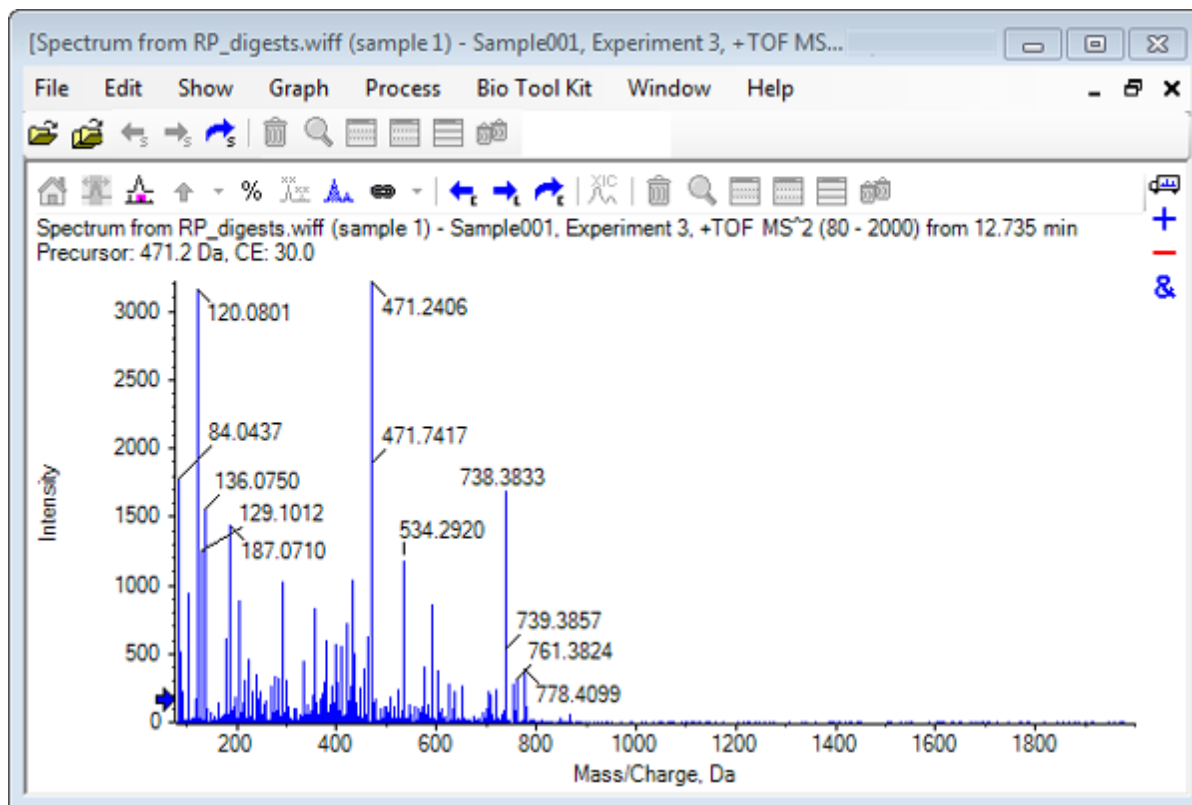 [Spectrum from RP_digests.wiff (sample 1) - Sample001, Experiment 3, +TOF MS...
File Edit Show Graph Process Bio Tool Kit Window Help
S S S
% XIC
Spectrum from RP_digests.wiff (sample 1) - Sample001, Experiment 3, +TOF MS^2 (80 - 2000) from 12.735 min
Precursor: 471.2 Da, CE: 30.0
&
Intensity
3000
2500
2000
1500
1000
500
0
120.0801
471.2406
84.0437
471.7417
136.0750
738.3833
129.1012
187.0710
534.2920
739.3857
761.3824
778.4099
200 400 600 800 1000 1200 1400 1600 1800
Mass/Charge, Da